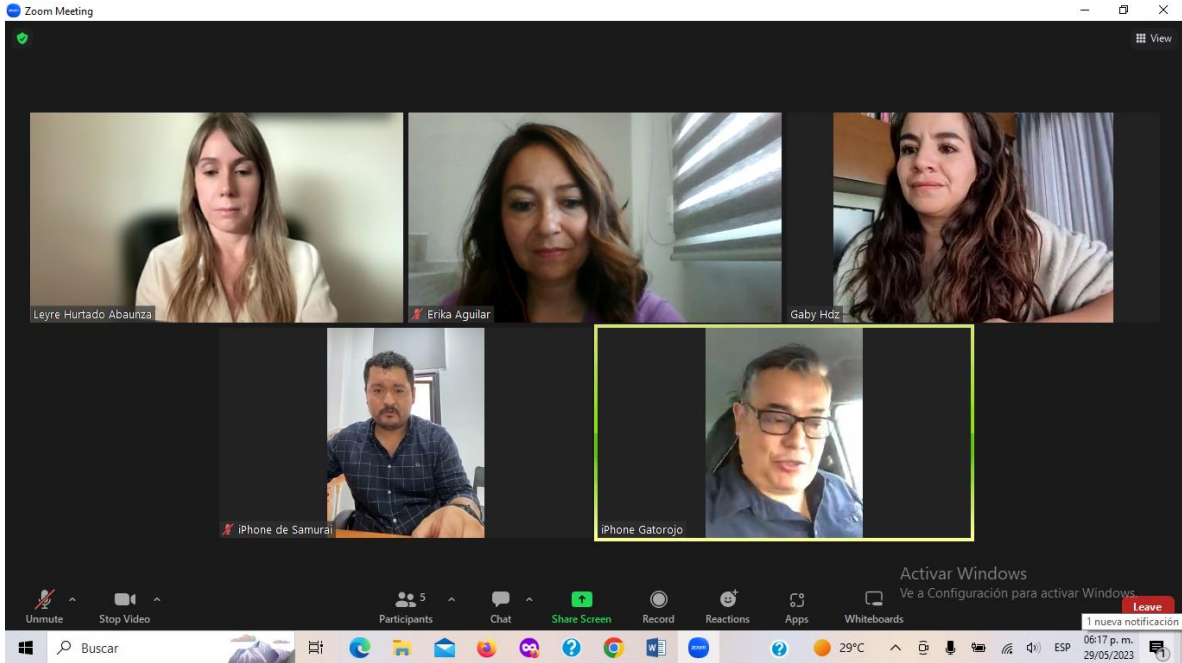 Zoom Meeting
View
Leyre Hurtado Abaunza
Erika Aguilar
Gaby Hdz
iPhone de Samurai
iPhone Gatorojo
Activar Windows
Ve a Configuración para activar Windows.
Unmute
Stop Video
5
Participants
Chat
Share Screen
Record
Reactions
Apps
Whiteboards
Leave
1 nueva notificación
Buscar
29°C
ESP
06:17 p. m.
29/05/2023